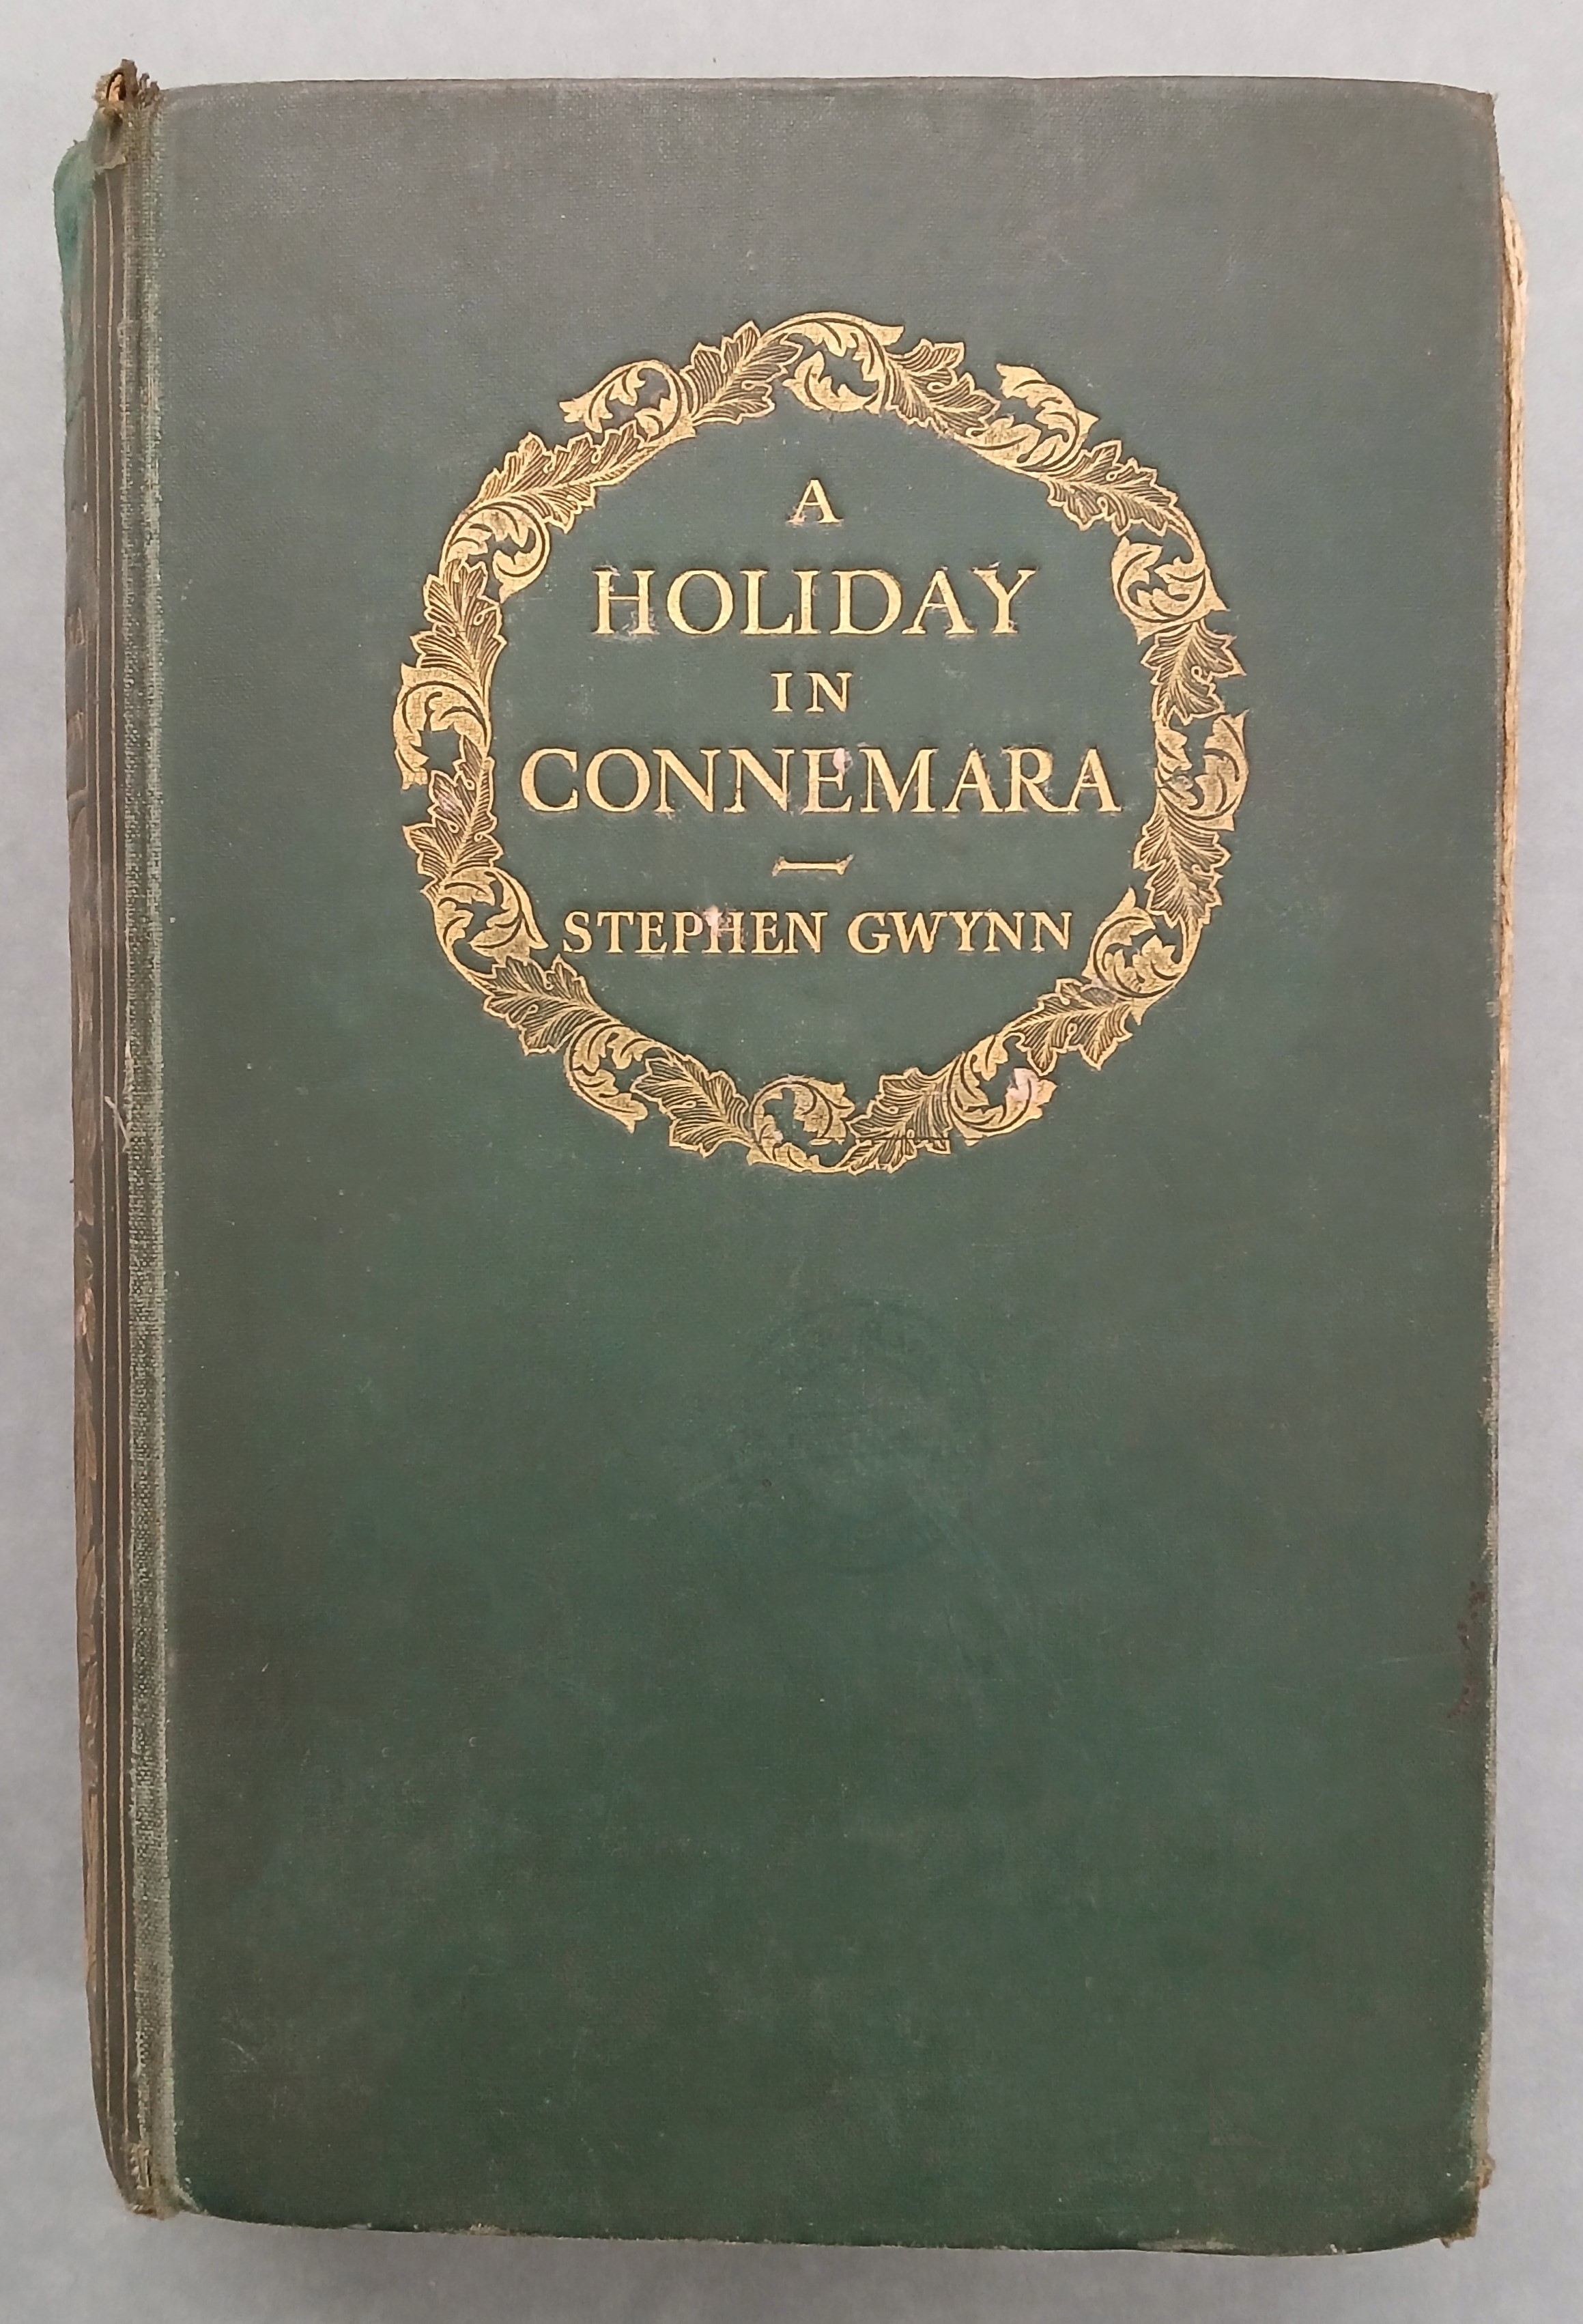 A
HOLIDAY
IN
CONNEMARA
STEPHEN GWYNN